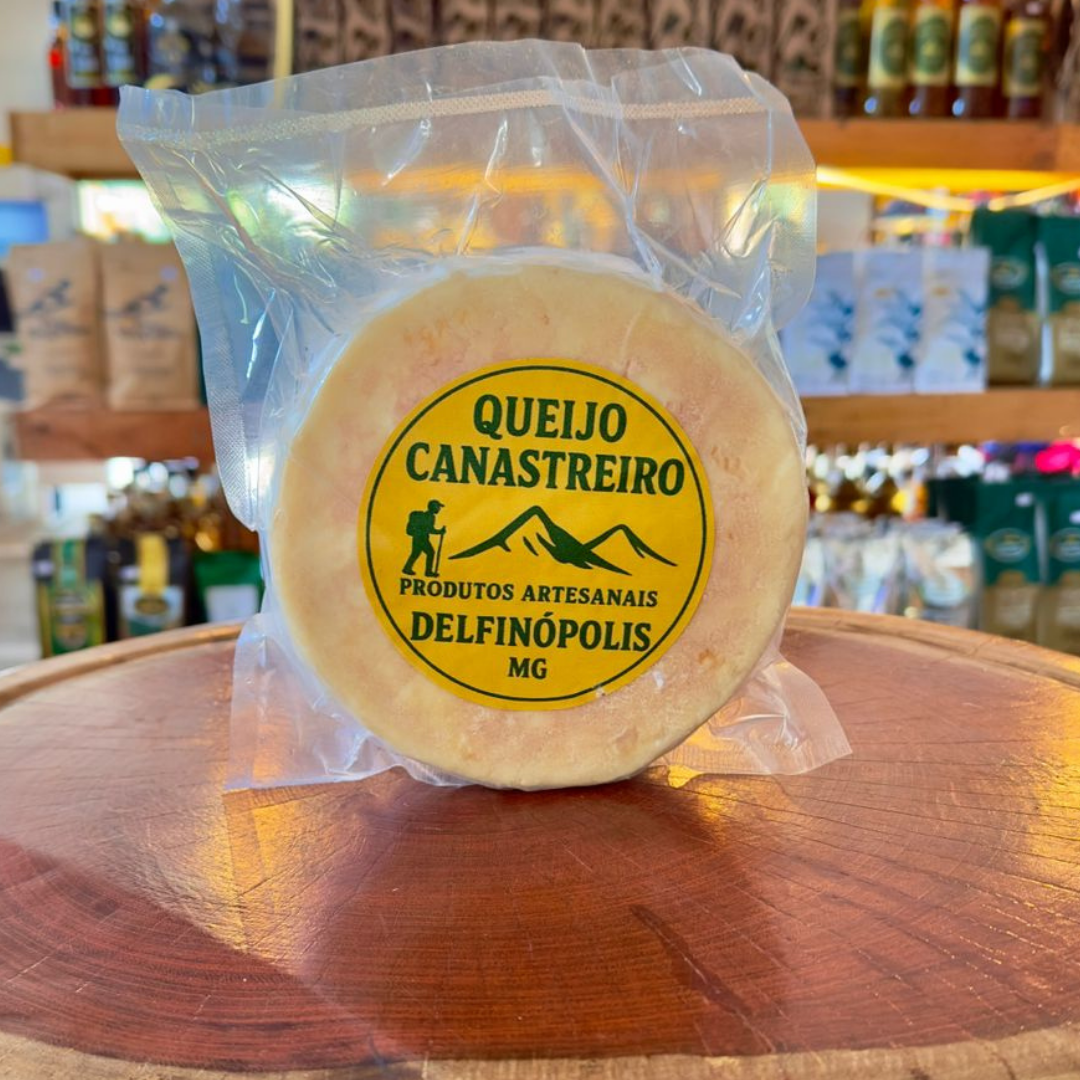 QUEIJO
CANASTREIRO
PRODUTOS ARTESANAIS
DELFINÓPOLIS
MG